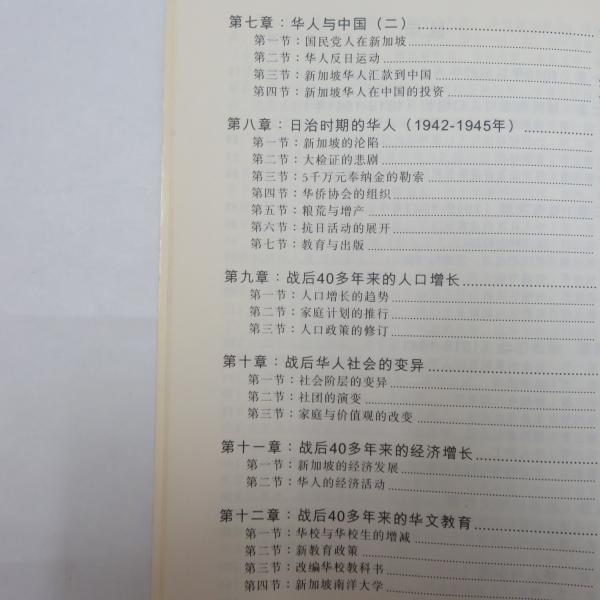 第七章：华人与中国（二）
第一节：国民党人在新加坡
第二节：华人反日运动
第三节：新加坡华人汇款到中国
第四节：新加坡华人在中国的投资
第八章：日治时期的华人（1942-1945年）
第一节：新加坡的沦陷
第二节：大检证的悲剧
第三节：5千万元奉纳金的勒索
第四节：华侨协会的组织
第五节：粮荒与增产
第六节：抗日活动的展开
第七节：教育与出版
第九章：战后40多年来的人口增长
第一节：人口增长的趋势
第二节：家庭计划的推行
第三节：人口政策的修订
第十章：战后华人社会的变异
第一节：社会阶层的变异
第二节：社团的演变
第三节：家庭与价值观的改变
第十一章：战后40多年来的经济增长
第一节：新加坡的经济发展
第二节：华人的经济活动
第十二章：战后40多年来的华文教育
第一节：华校与华校生的增减
第二节：新教育政策
第三节：改编华校教科书
第四节：新加坡南洋大学